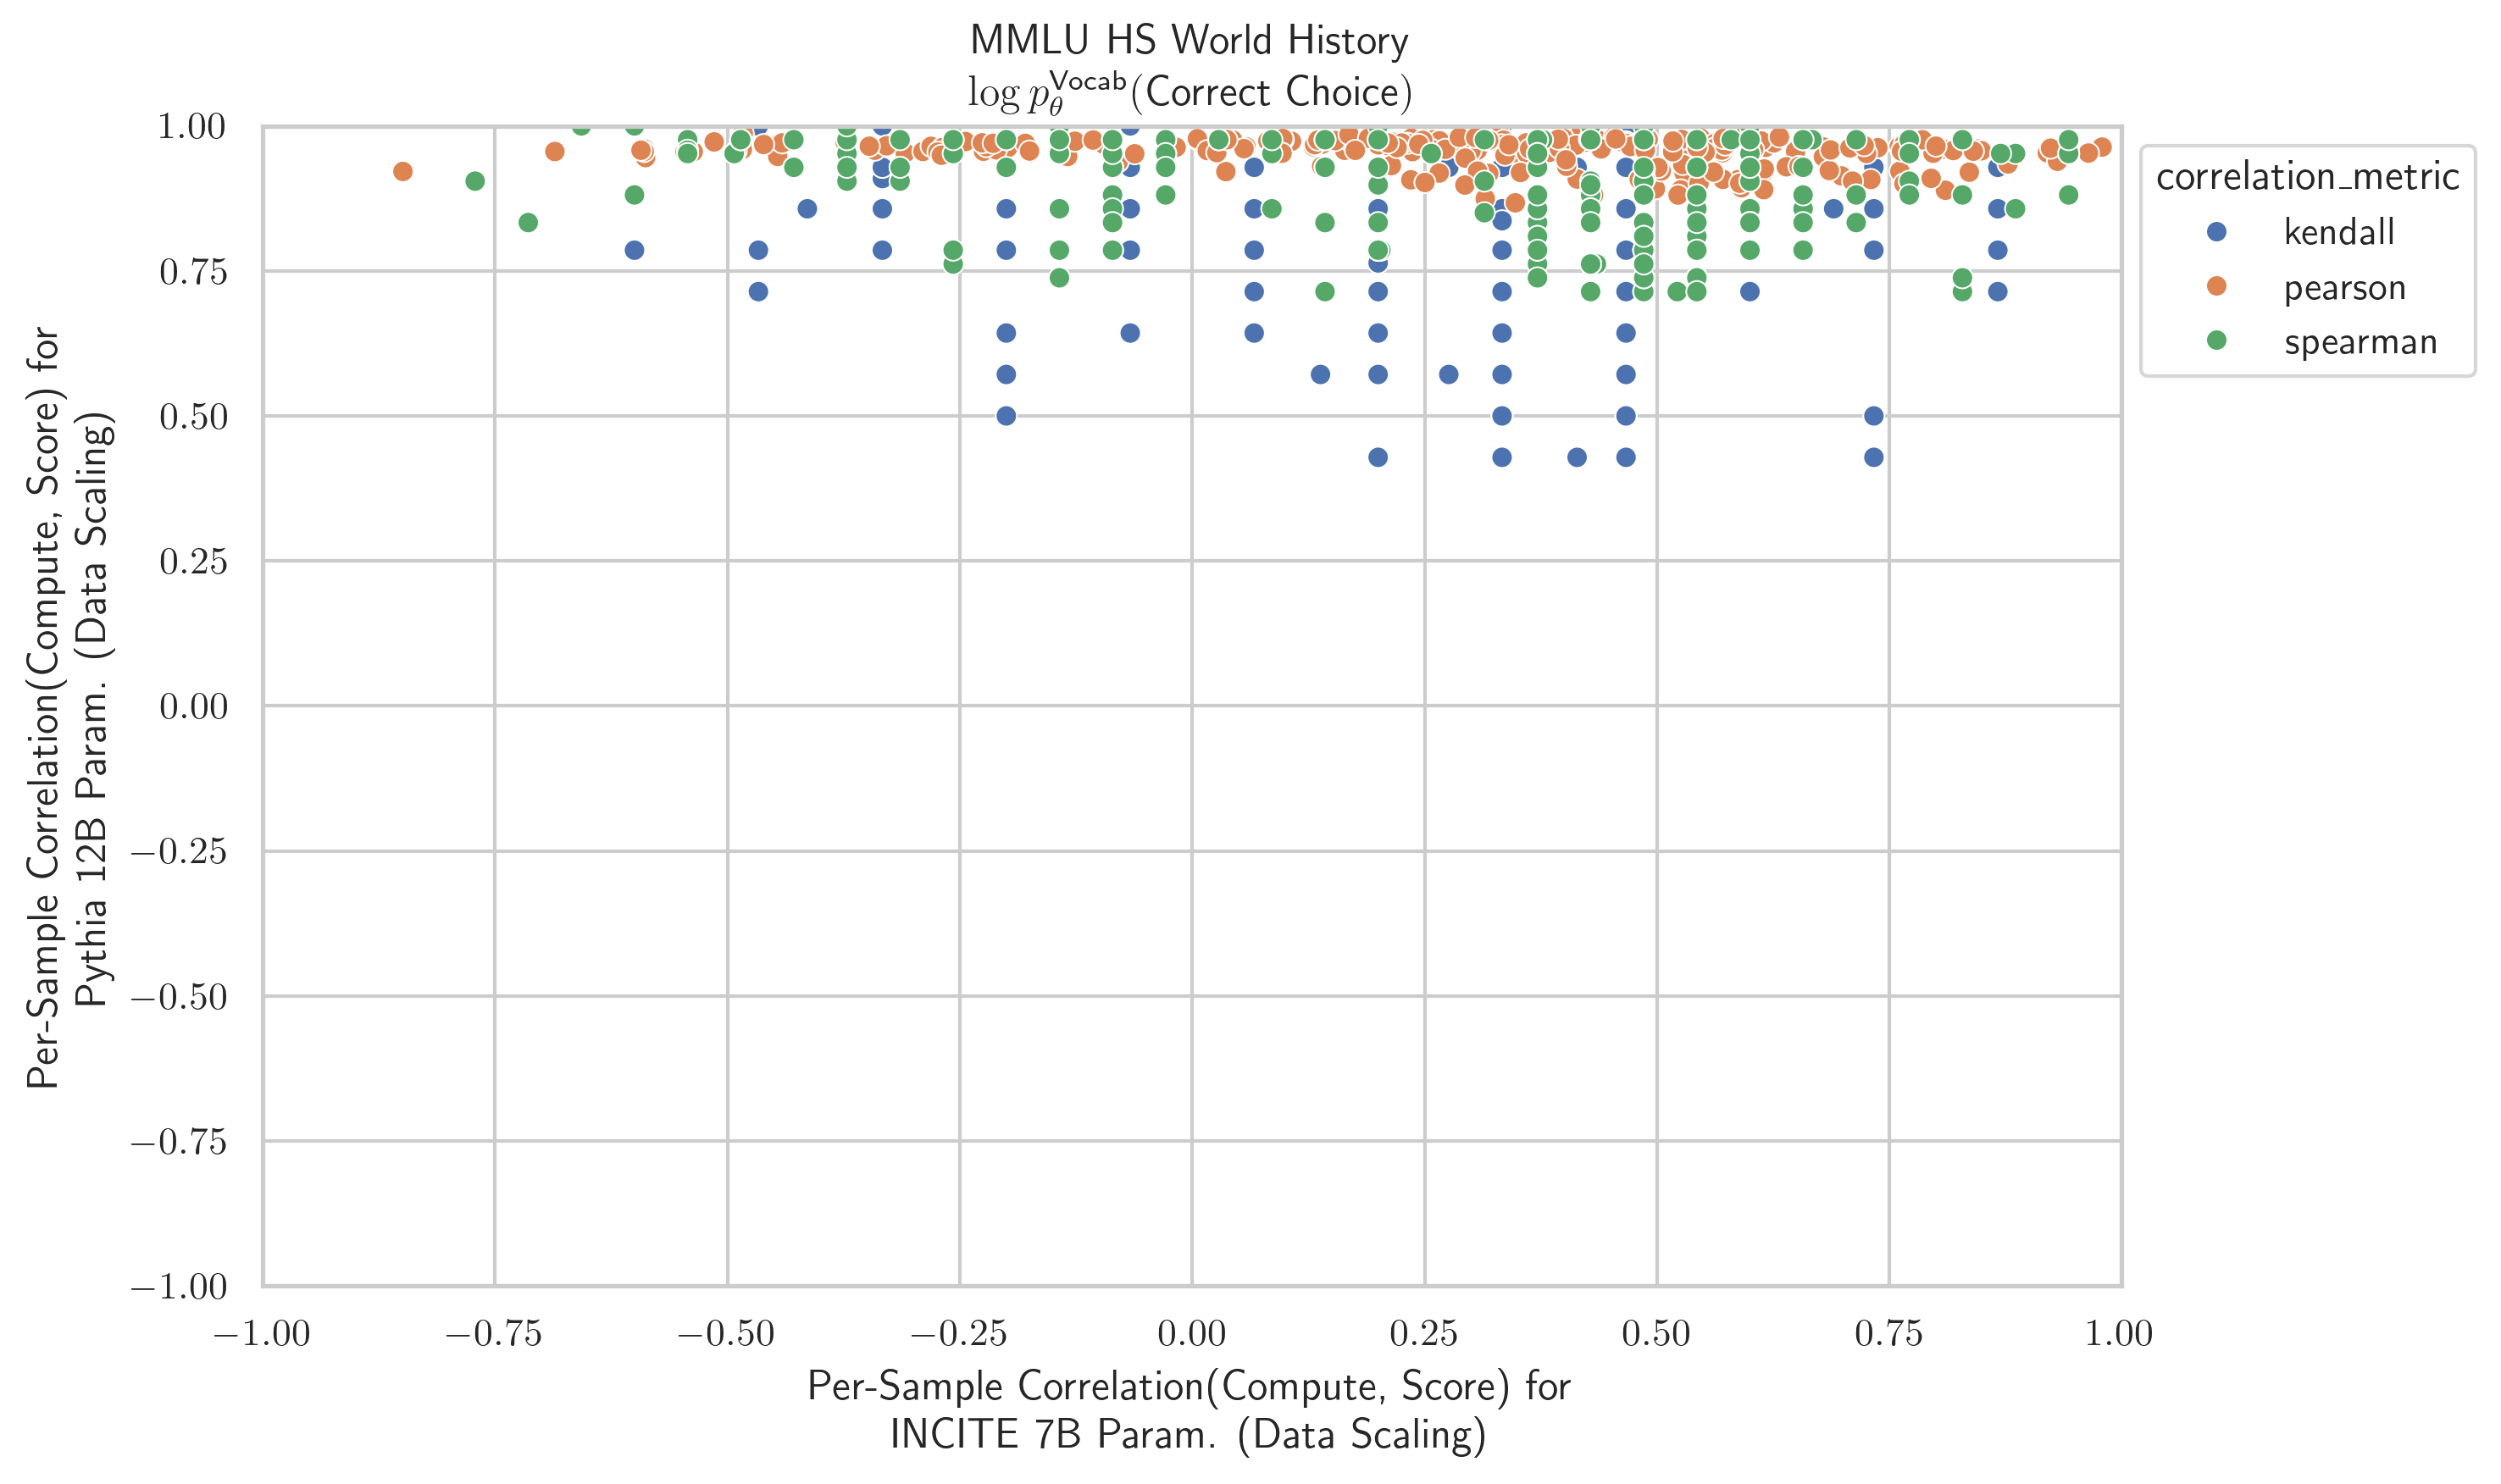 MMLU HS World History
log p_θ^Vocab(Correct Choice)
1.00
0.75
0.50
0.25
0.00
−0.25
−0.50
−0.75
−1.00
Per-Sample Correlation(Compute, Score) for
Pythia 12B Param. (Data Scaling)
correlation_metric
kendall
pearson
spearman
−1.00 −0.75 −0.50 −0.25 0.00 0.25 0.50 0.75 1.00
Per-Sample Correlation(Compute, Score) for
INCITE 7B Param. (Data Scaling)